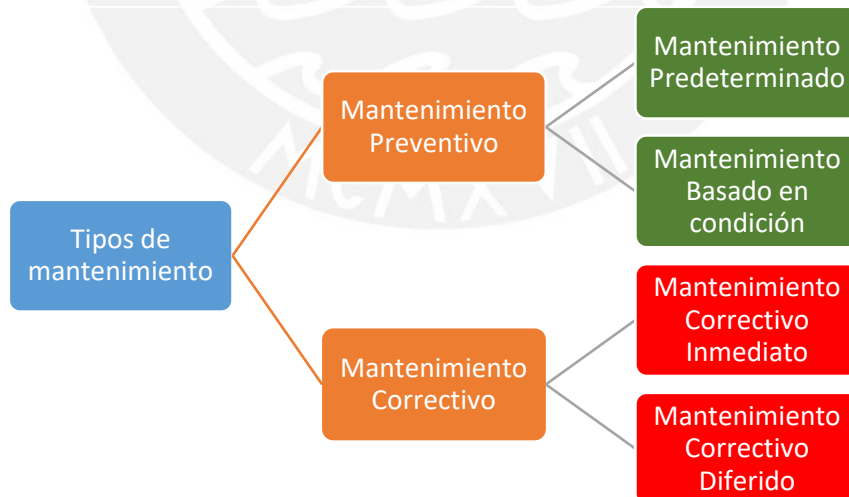 Tipos de
mantenimiento
Mantenimiento
Preventivo
Mantenimiento
Predeterminado
Mantenimiento
Basado en
condición
Mantenimiento
Correctivo
Mantenimiento
Correctivo
Inmediato
Mantenimiento
Correctivo
Diferido
MCMXVII